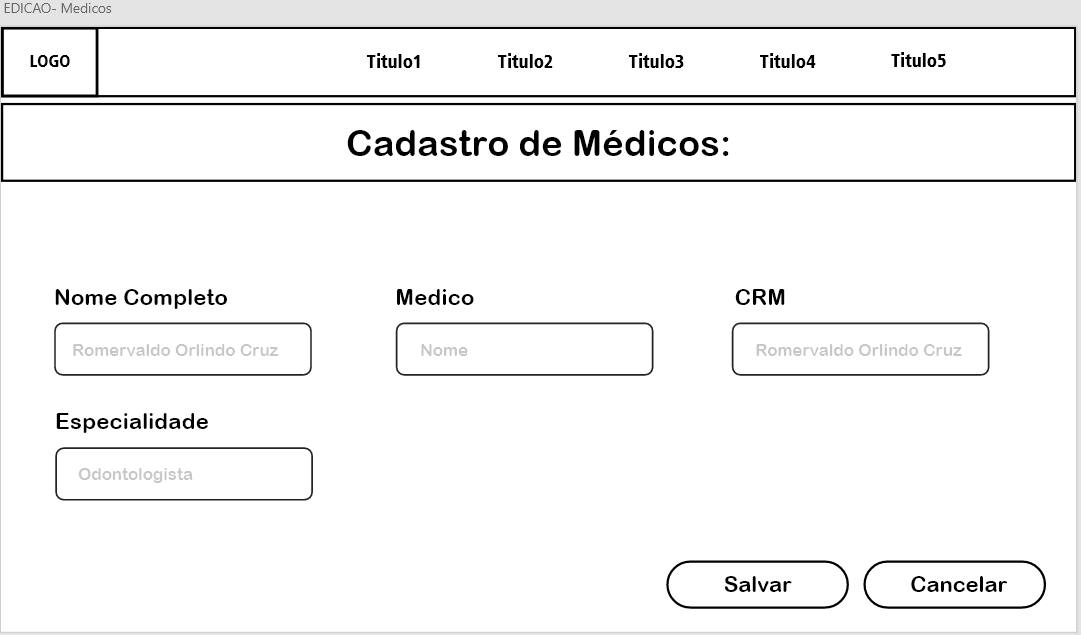 EDICAO- Medicos
LOGO Titulo1 Titulo2 Titulo3 Titulo4 Titulo5
Cadastro de Médicos:
Nome Completo Medico CRM
Romervaldo Orlindo Cruz Nome Romervaldo Orlindo Cruz
Especialidade
Odontologista
Salvar Cancelar